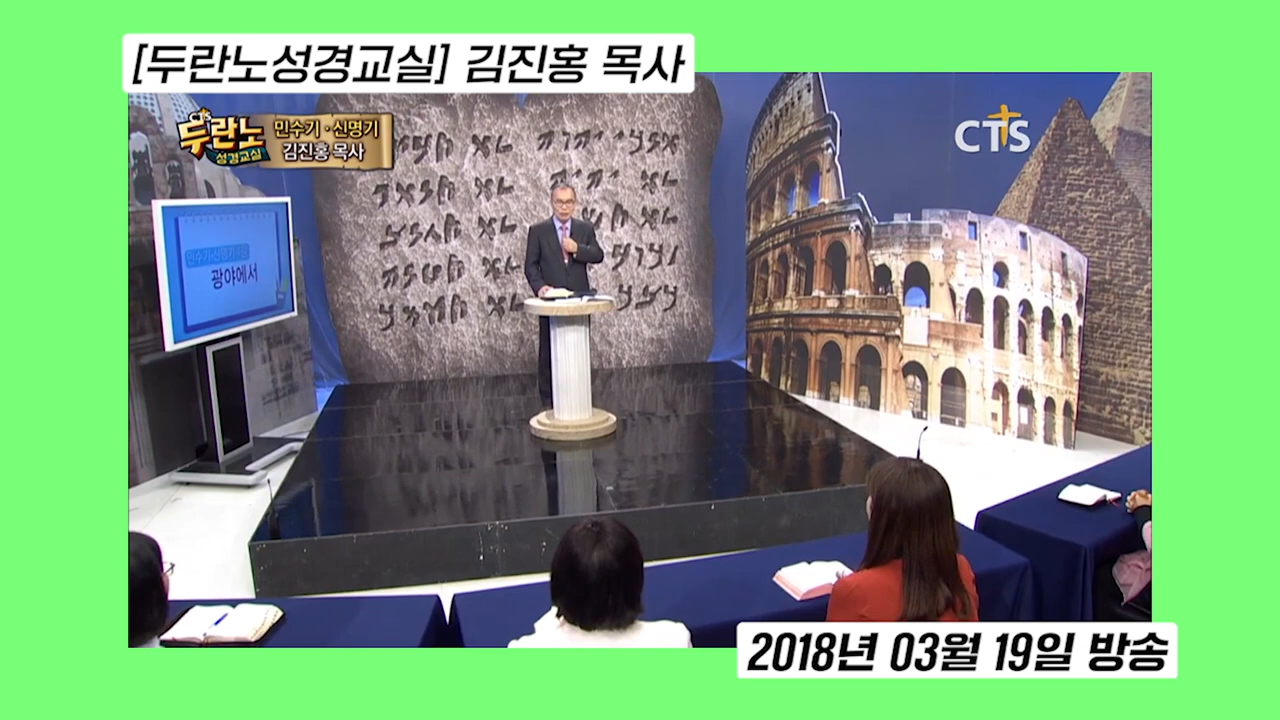 [두란노성경교실] 김진홍 목사
CTS
두란노
성경교실
민수기·신명기
김진홍 목사
CTS
광야에서
2018년 03월 19일 방송